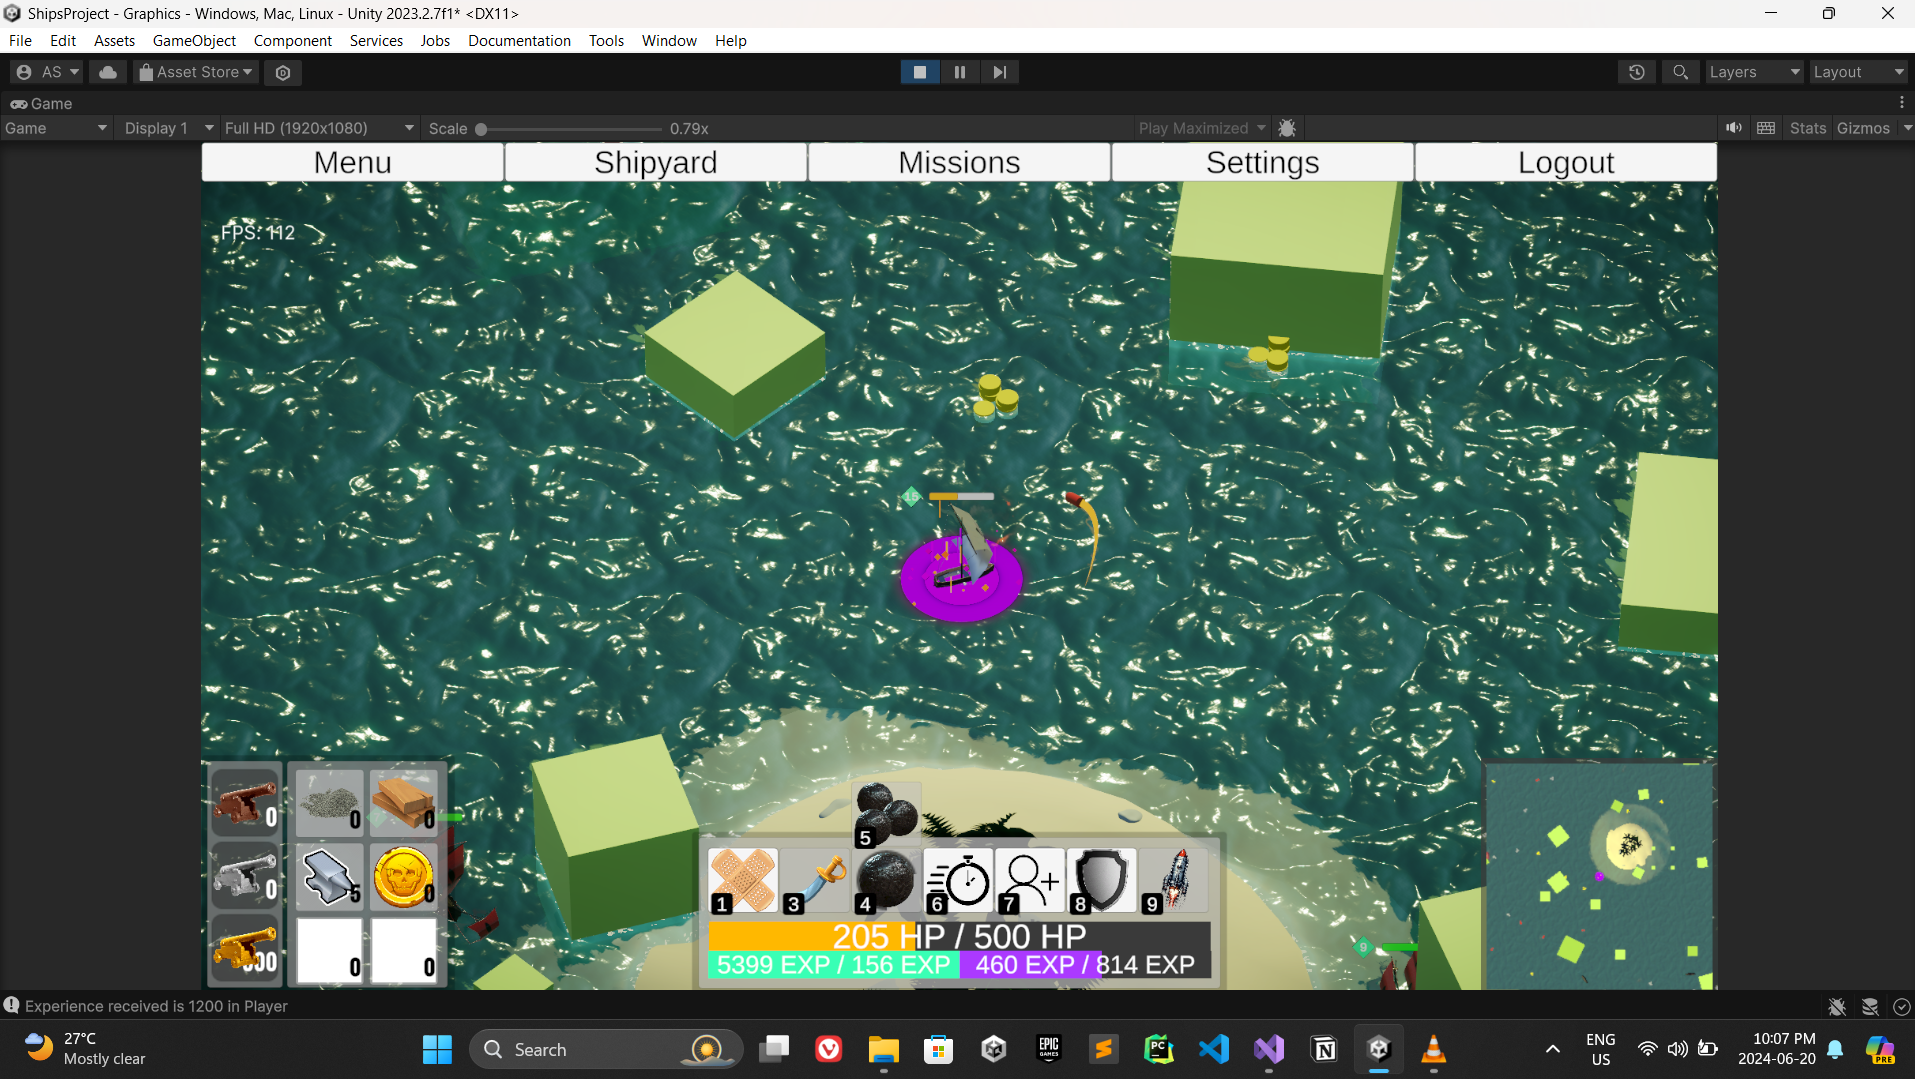 ShipsProject - Graphics - Windows, Mac, Linux - Unity 2023.2.7f1* <DX11>
File Edit Assets GameObject Component Services Jobs Documentation Tools Window Help
AS Asset Store Layers Layout
Game
Game Display 1 Full HD (1920x1080) Scale 0.79x Play Maximized Stats Gizmos
Menu Shipyard Missions Settings Logout
FPS: 112
15
0 0 0
5
0 5 0
1 3 4 6 7 8 9
9
205 HP / 500 HP
0 0
5399 EXP / 156 EXP 460 EXP / 814 EXP
Experience received is 1200 in Player
27°C
Mostly clear
Search
EPIC GAMES
PC
N
ENG
US
10:07 PM
2024-06-20
PRE